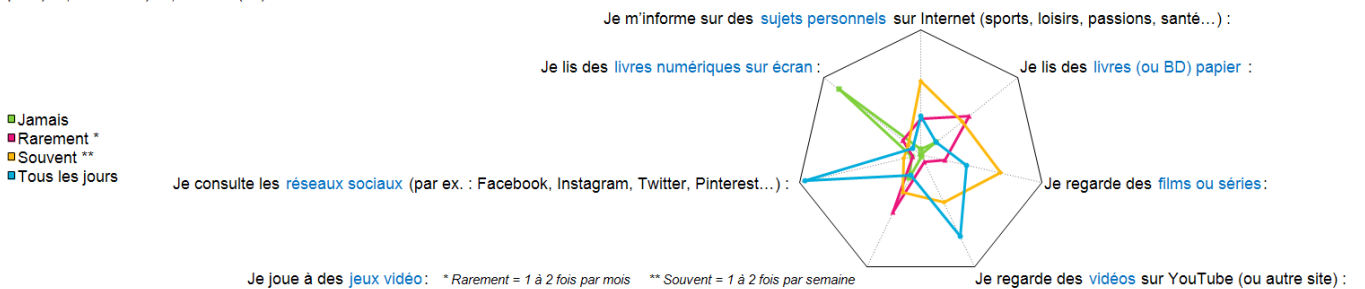 Je m'informe sur des sujets personnels sur Internet (sports, loisirs, passions, santé…) :
Je lis des livres numériques sur écran :
Je lis des livres (ou BD) papier :
Jamais
Rarement *
Souvent **
Tous les jours
Je consulte les réseaux sociaux (par ex. : Facebook, Instagram, Twitter, Pinterest…) :
Je regarde des films ou séries:
Je joue à des jeux vidéo: * Rarement = 1 à 2 fois par mois ** Souvent = 1 à 2 fois par semaine
Je regarde des vidéos sur YouTube (ou autre site) :